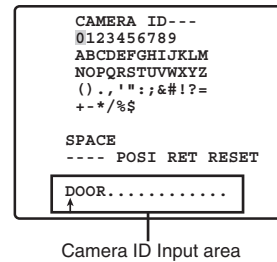 CAMERA ID---
0123456789
ABCDEFGHIJKLM
NOPQRSTUVWXYZ
().,'":;&#!?=
+-*/%$
SPACE
---- POSI RET RESET
DOOR............
Camera ID Input area